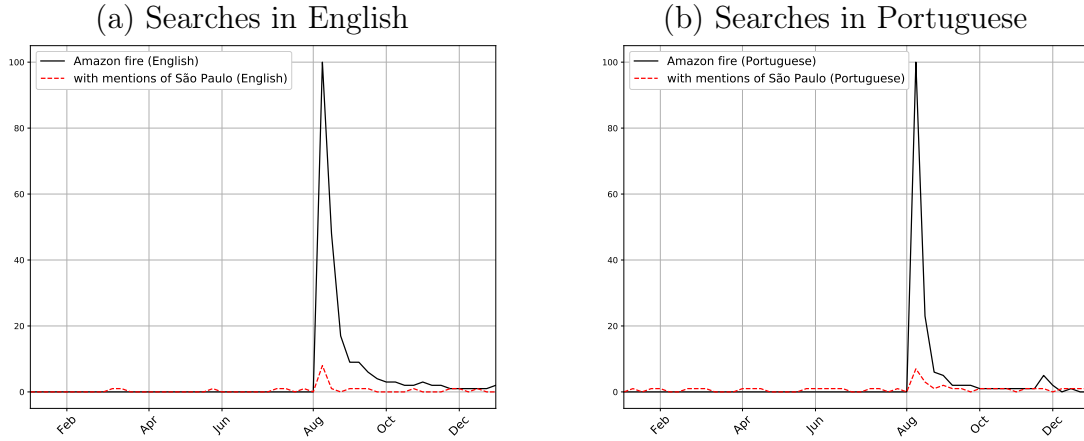 (a) Searches in English
Amazon fire (English)
with mentions of São Paulo (English)
100
80
60
40
20
0
Feb
Apr
Jun
Aug
Oct
Dec
(b) Searches in Portuguese
Amazon fire (Portuguese)
with mentions of São Paulo (Portuguese)
100
80
60
40
20
0
Feb
Apr
Jun
Aug
Oct
Dec